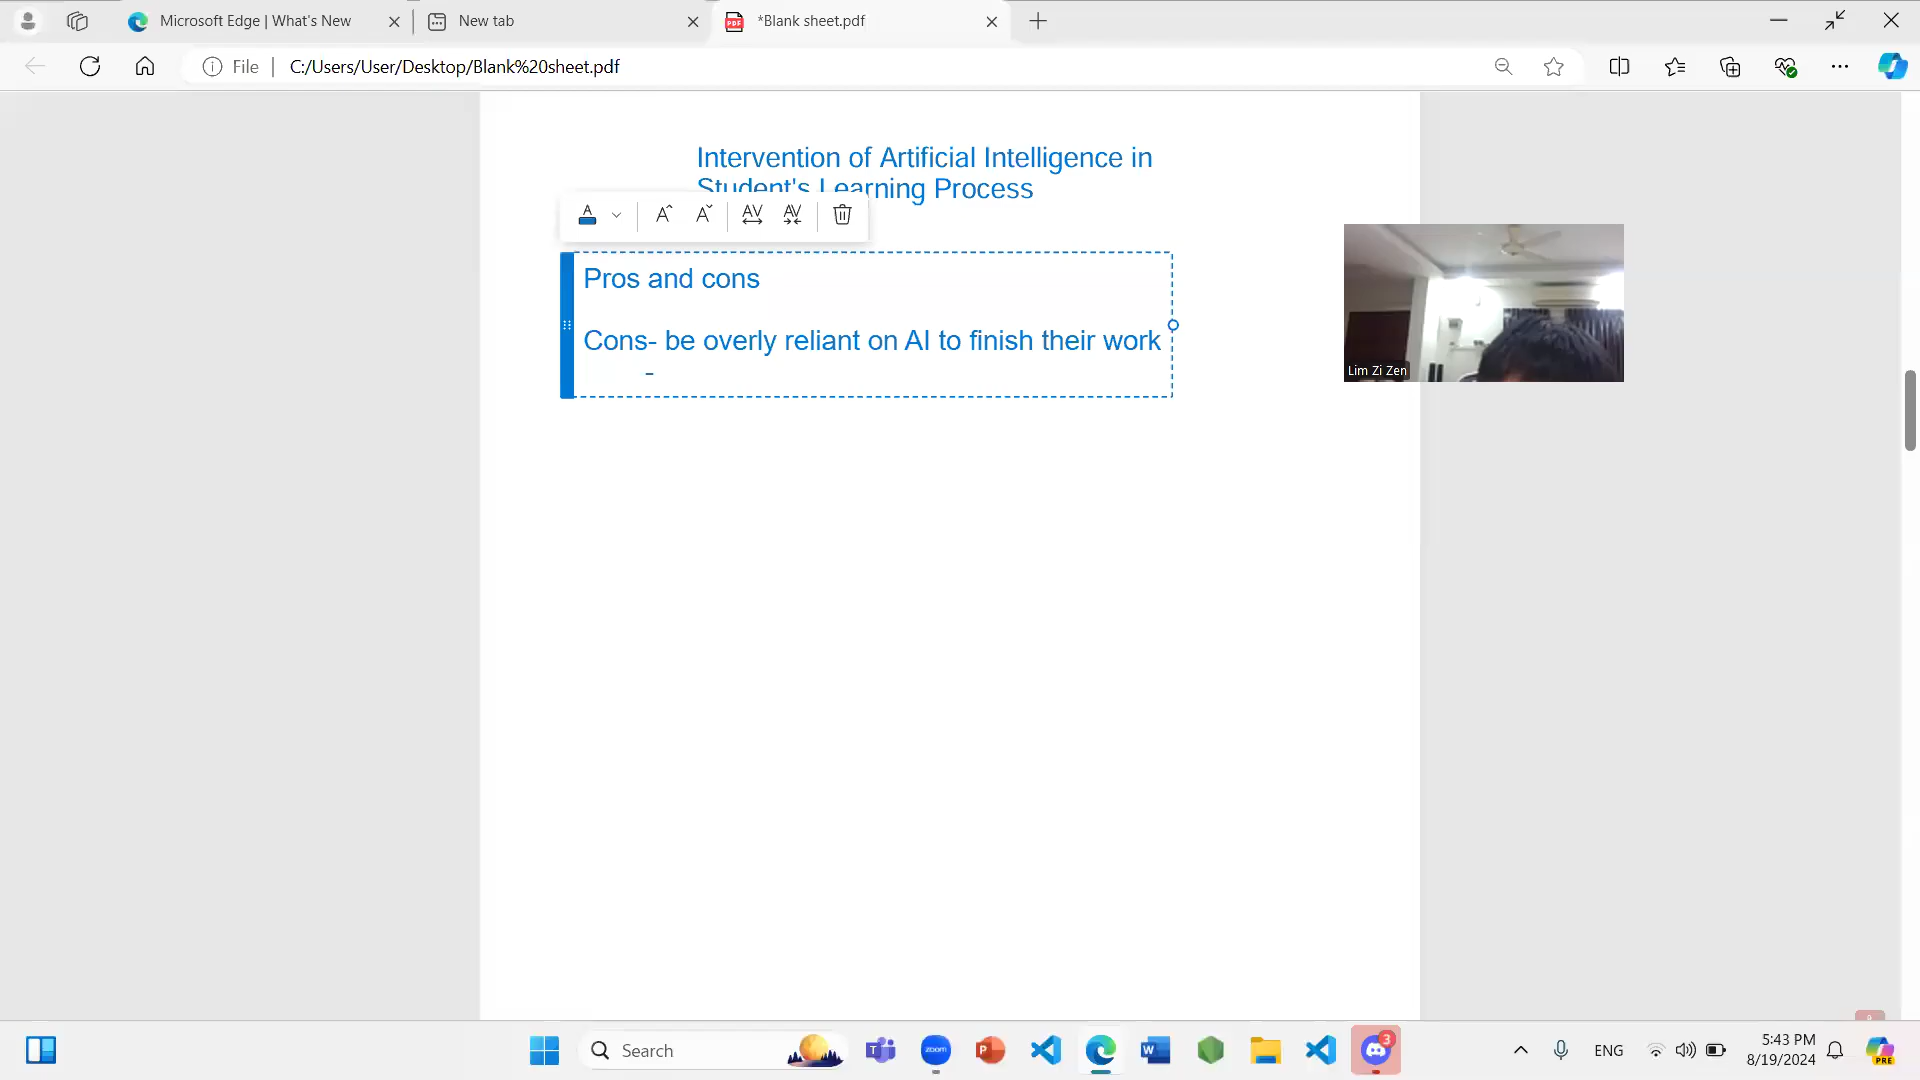 Microsoft Edge | What's New
New tab
*Blank sheet.pdf
File
C:/Users/User/Desktop/Blank%20sheet.pdf
Intervention of Artificial Intelligence in
Student's Learning Process
Pros and cons
Cons- be overly reliant on AI to finish their work
-
Lim Zi Zen
Search
ENG
5:43 PM
8/19/2024